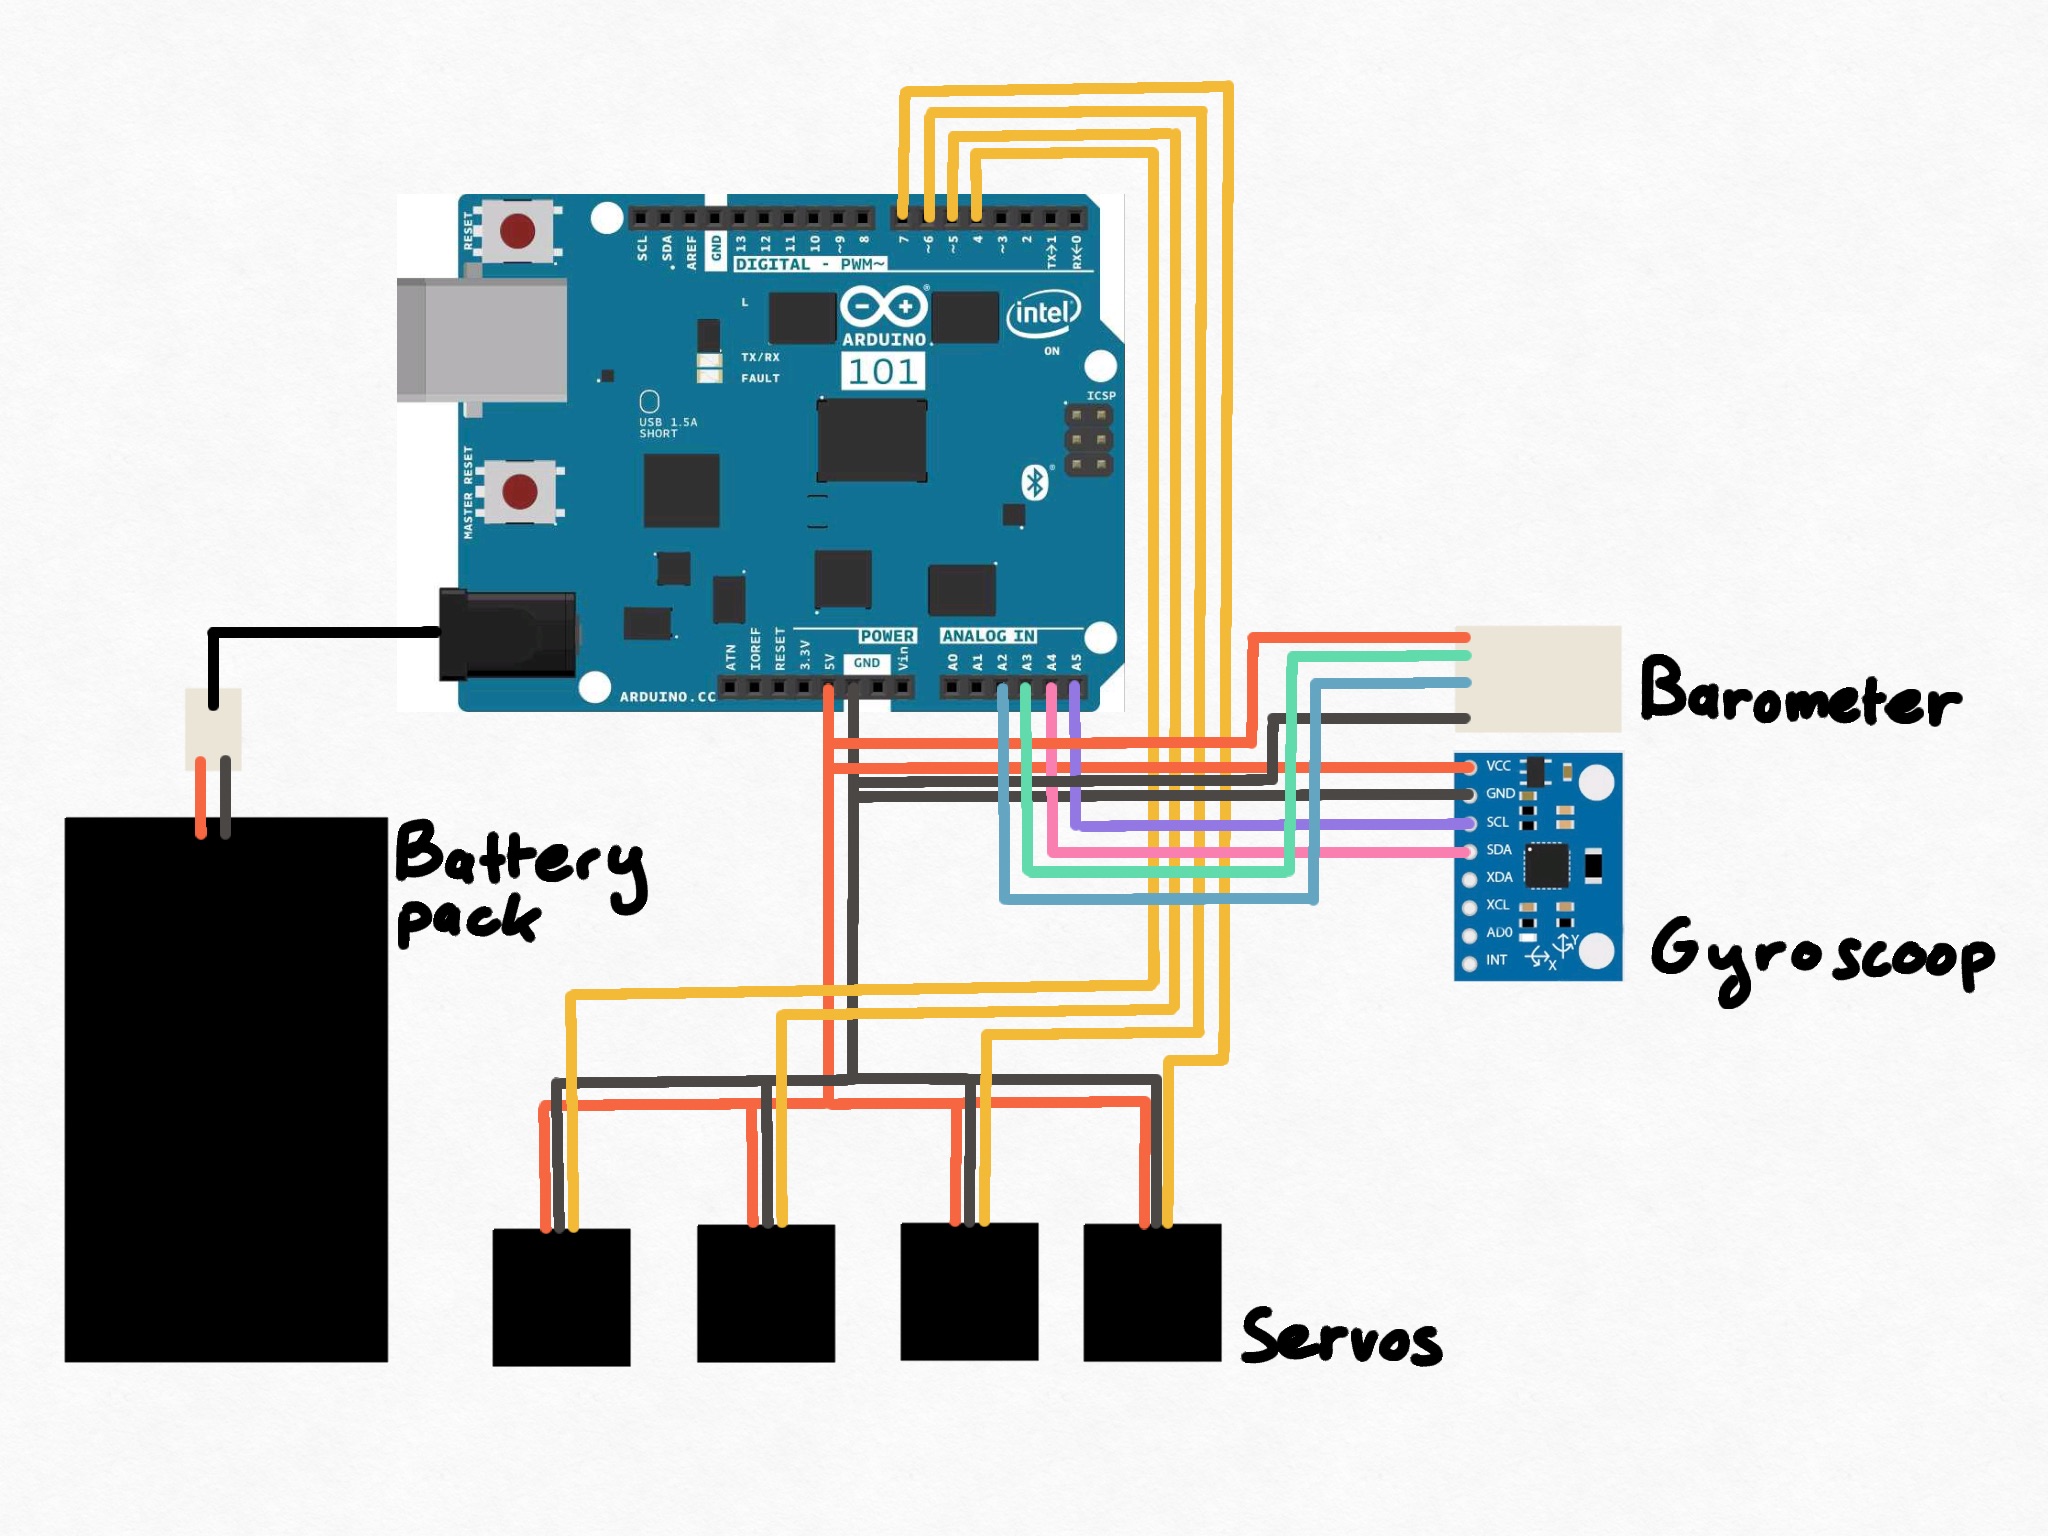 RESET
SCL
SDA
AREF
GND
13
12
11
10
~9
8
7
~6
~5
4
~3
2
TX→1
RX←0
DIGITAL - PWM~
L
ARDUINO
intel
ON
101
TX/RX
FAULT
ICSP
USB 1.5A
SHORT
MASTER RESET
ATN
IOREF
RESET
3.3V
5V
POWER
GND
Vin
ANALOG IN
A0
A1
A2
A3
A4
A5
ARDUINO.CC
Barometer
VCC
GND
SCL
SDA
XDA
XCL
AD0
INT
Y
X
Gyroscoop
Battery
pack
Servos